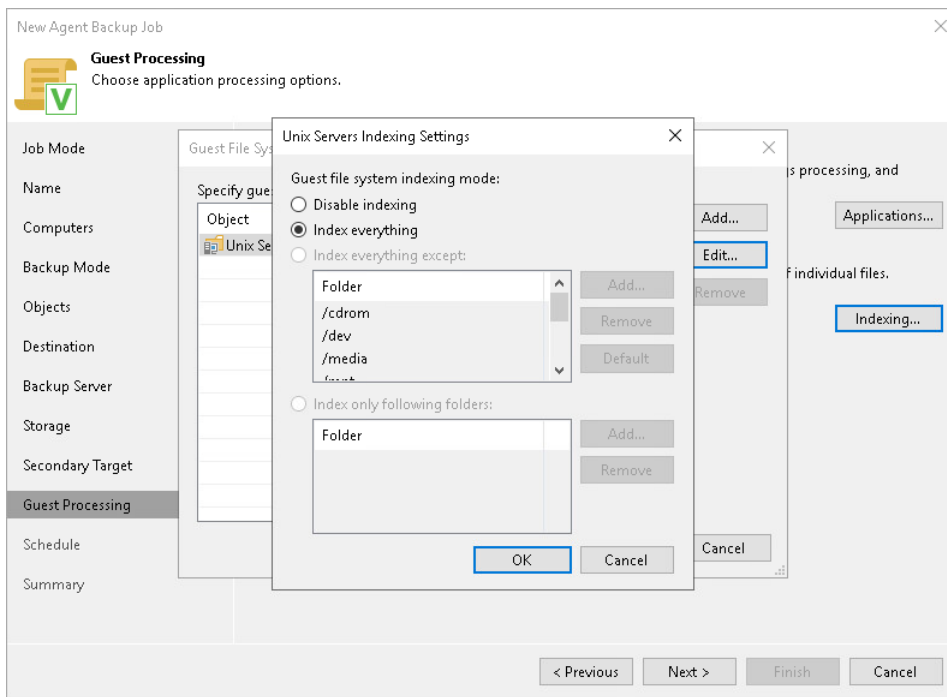 New Agent Backup Job
Guest Processing
Choose application processing options.
Job Mode
Name
Computers
Backup Mode
Objects
Destination
Backup Server
Storage
Secondary Target
Guest Processing
Schedule
Summary
Guest File Sys
Specify gue
Object
Unix Se
Add...
Edit...
Remove
Cancel
processing, and
Applications...
f individual files.
Indexing...
Unix Servers Indexing Settings
Guest file system indexing mode:
Disable indexing
Index everything
Index everything except:
Folder
/cdrom
/dev
/media
Add...
Remove
Default
Index only following folders:
Folder
Add...
Remove
OK
Cancel
< Previous
Next >
Finish
Cancel